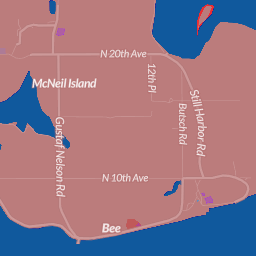 N 20th Ave
McNeil Island
12th Pl
Still Harbor Rd
Butsch Rd
Gustaf Nelson Rd
N 10th Ave
Bee